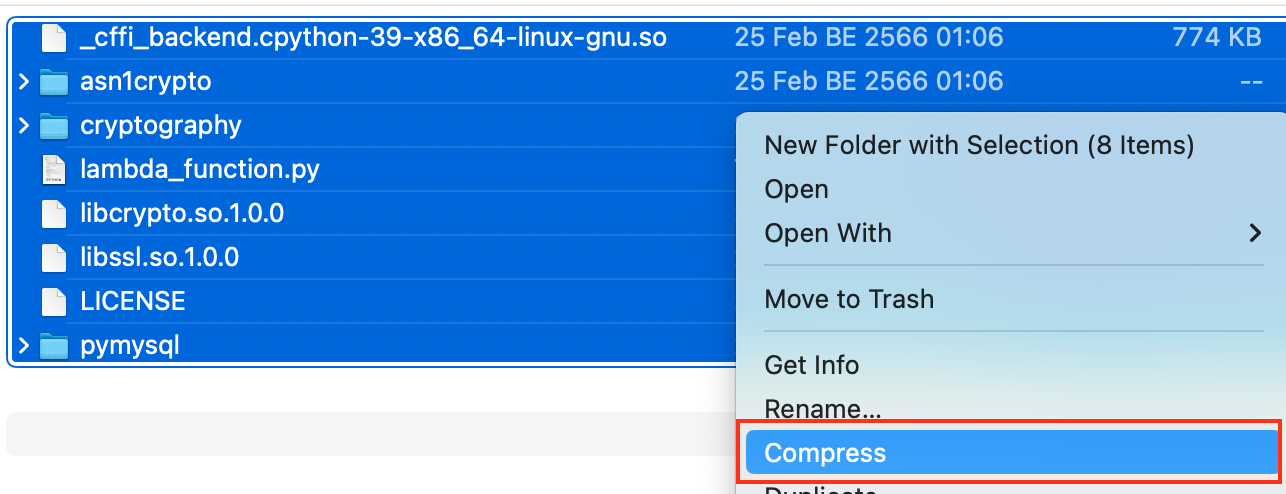 _cffi_backend.cpython-39-x86_64-linux-gnu.so 25 Feb BE 2566 01:06 774 KB
asn1crypto 25 Feb BE 2566 01:06 --
cryptography
lambda_function.py
libcrypto.so.1.0.0
libssl.so.1.0.0
LICENSE
pymysql
New Folder with Selection (8 Items)
Open
Open With
Move to Trash
Get Info
Rename...
Compress
Duplicate